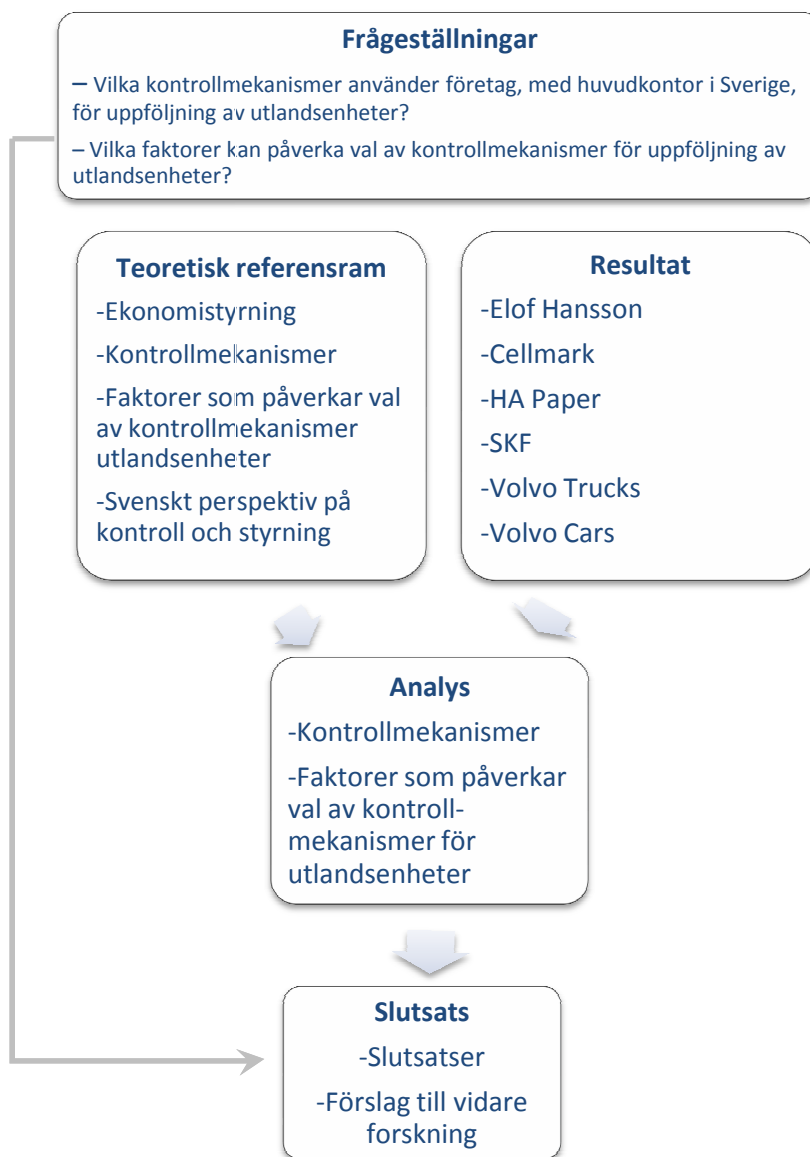 Frågeställningar
– Vilka kontrollmekanismer använder företag, med huvudkontor i Sverige,
för uppföljning av utlandsenheter?
– Vilka faktorer kan påverka val av kontrollmekanismer för uppföljning av
utlandsenheter?
Teoretisk referensram
-Ekonomistyrning
-Kontrollmekanismer
-Faktorer som påverkar val
av kontrollmekanismer
utlandsenheter
-Svenskt perspektiv på
kontroll och styrning
Resultat
-Elof Hansson
-Cellmark
-HA Paper
-SKF
-Volvo Trucks
-Volvo Cars
Analys
-Kontrollmekanismer
-Faktorer som påverkar
val av kontroll-
mekanismer för
utlandsenheter
Slutsats
-Slutsatser
-Förslag till vidare
forskning